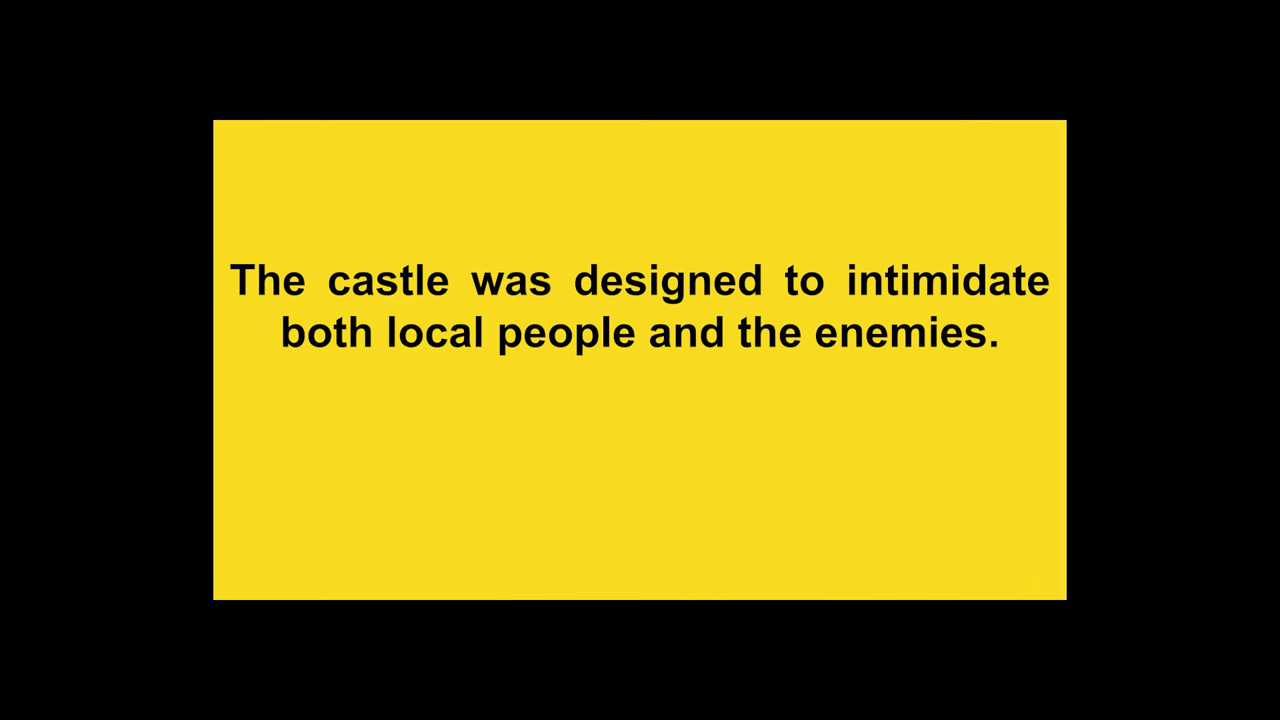 The castle was designed to intimidate
both local people and the enemies.